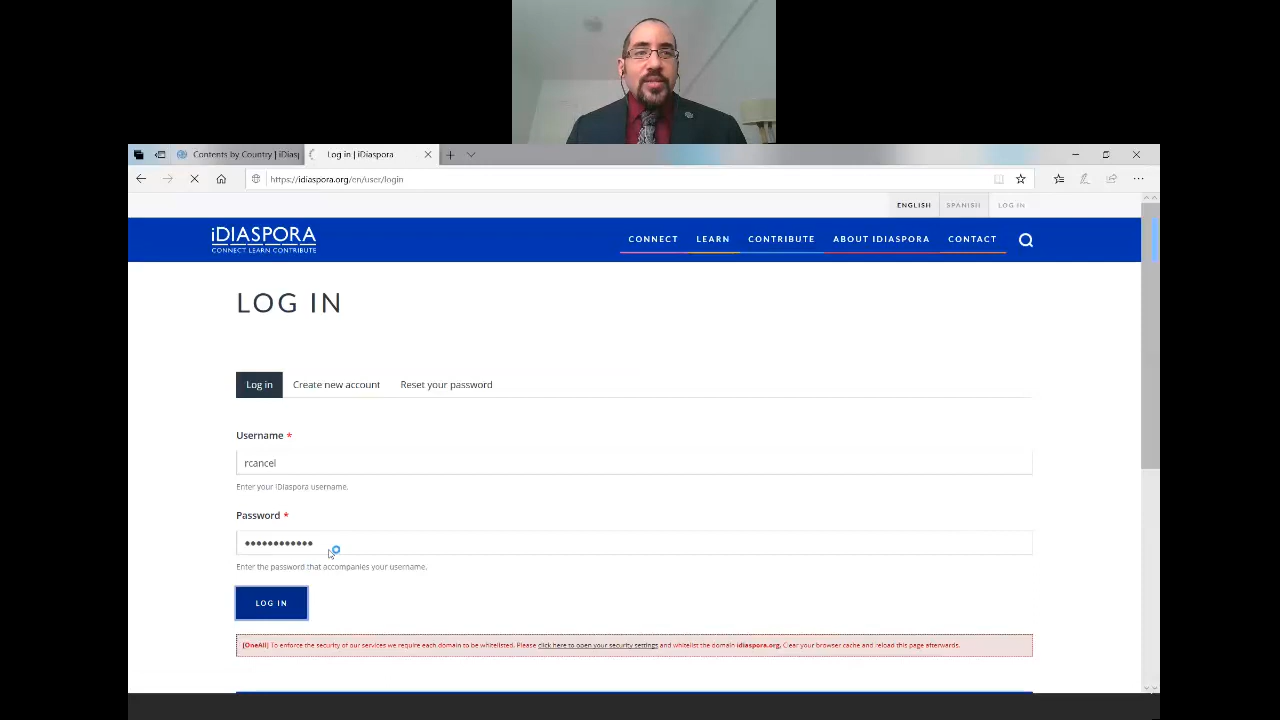 Contents by Country | iDiasp
Log in | iDiaspora
https://idiaspora.org/en/user/login
ENGLISH SPANISH LOG IN
iDIASPORA
CONNECT LEARN CONTRIBUTE
CONNECT LEARN CONTRIBUTE ABOUT IDIASPORA CONTACT
LOG IN
Log in Create new account Reset your password
Username *
rcancel
Enter your iDiaspora username.
Password *
••••••••••••
Enter the password that accompanies your username.
LOG IN
[OneAll] To enforce the security of our services we require each domain to be whitelisted. Please click here to open your security settings and whitelist the domain idiaspora.org. Clear your browser cache and reload this page afterwards.